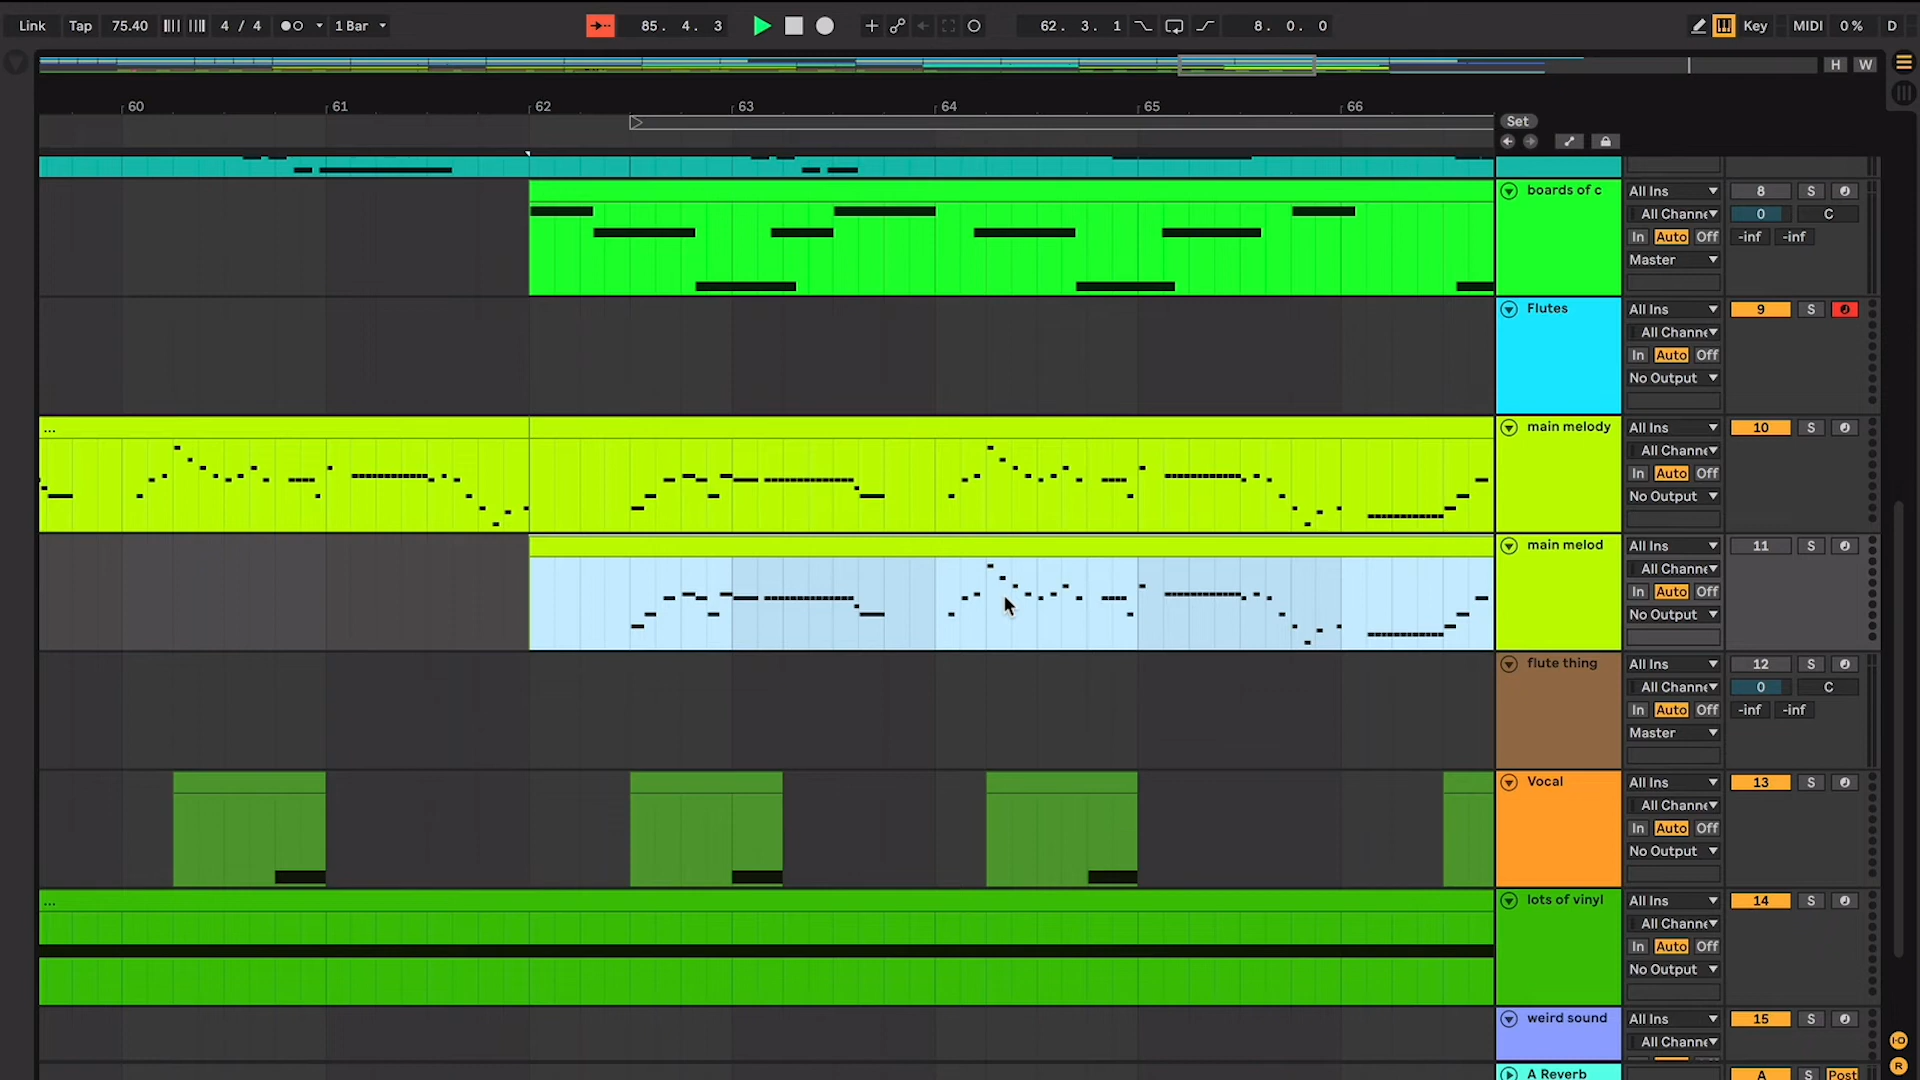 Link Tap 75.40 4 / 4 1 Bar 85. 4. 3 62. 3. 1 8. 0. 0 Key MIDI 0 % D
H W
60 61 62 63 64 65 66
Set
boards of c All Ins 8 S
All Channe 0 C
In Auto Off -inf -inf
Master
Flutes All Ins 9 S
All Channe
In Auto Off
No Output
... main melody All Ins 10 S
All Channe
In Auto Off
No Output
main melod All Ins 11 S
All Channe
In Auto Off
No Output
flute thing All Ins 12 S
All Channe 0 C
In Auto Off -inf -inf
Master
Vocal All Ins 13 S
All Channe
In Auto Off
No Output
... lots of vinyl All Ins 14 S
All Channe
In Auto Off
No Output
weird sound All Ins 15 S
All Channe
I·O
R
A Reverb A S Post